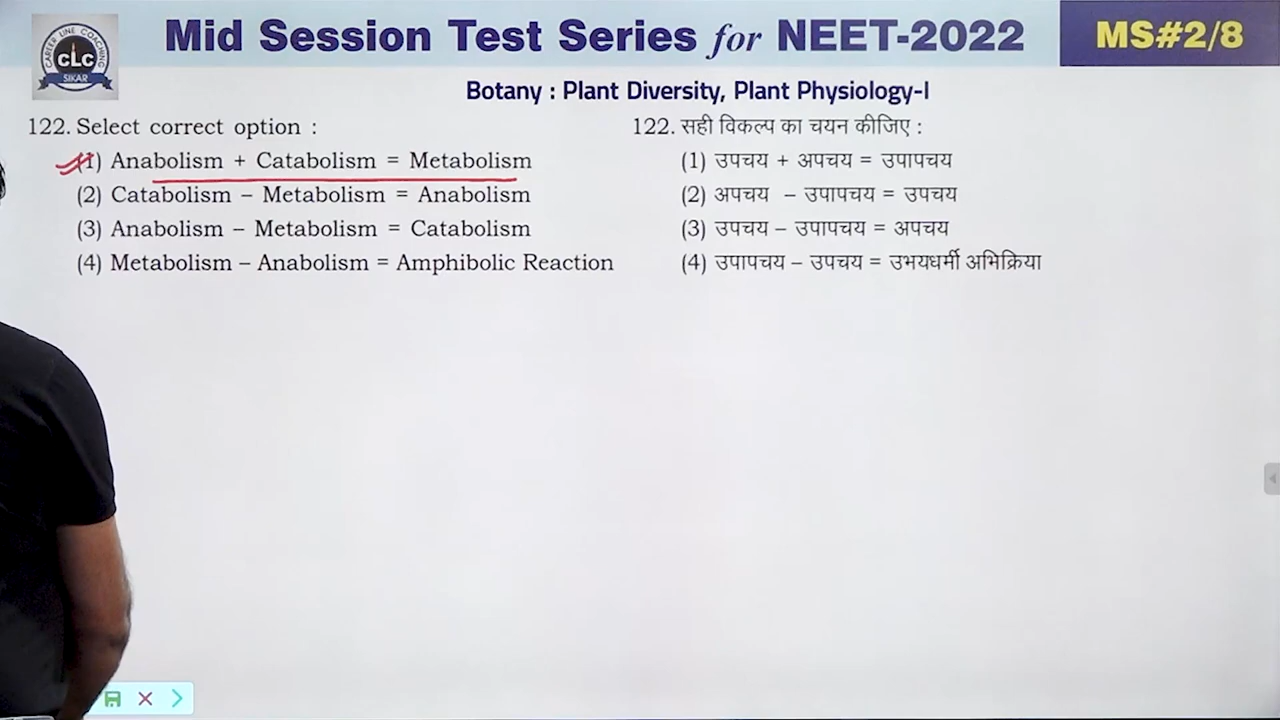 Mid Session Test Series for NEET-2022
MS#2/8
CAREER LINE COACHING
CLC
SIKAR
Botany : Plant Diversity, Plant Physiology-I
122. Select correct option :
(1) Anabolism + Catabolism = Metabolism
(2) Catabolism – Metabolism = Anabolism
(3) Anabolism – Metabolism = Catabolism
(4) Metabolism – Anabolism = Amphibolic Reaction
122. सही विकल्प का चयन कीजिए :
(1) उपचय + अपचय = उपापचय
(2) अपचय – उपापचय = उपचय
(3) उपचय – उपापचय = अपचय
(4) उपापचय – उपचय = उभयधर्मी अभिक्रिया